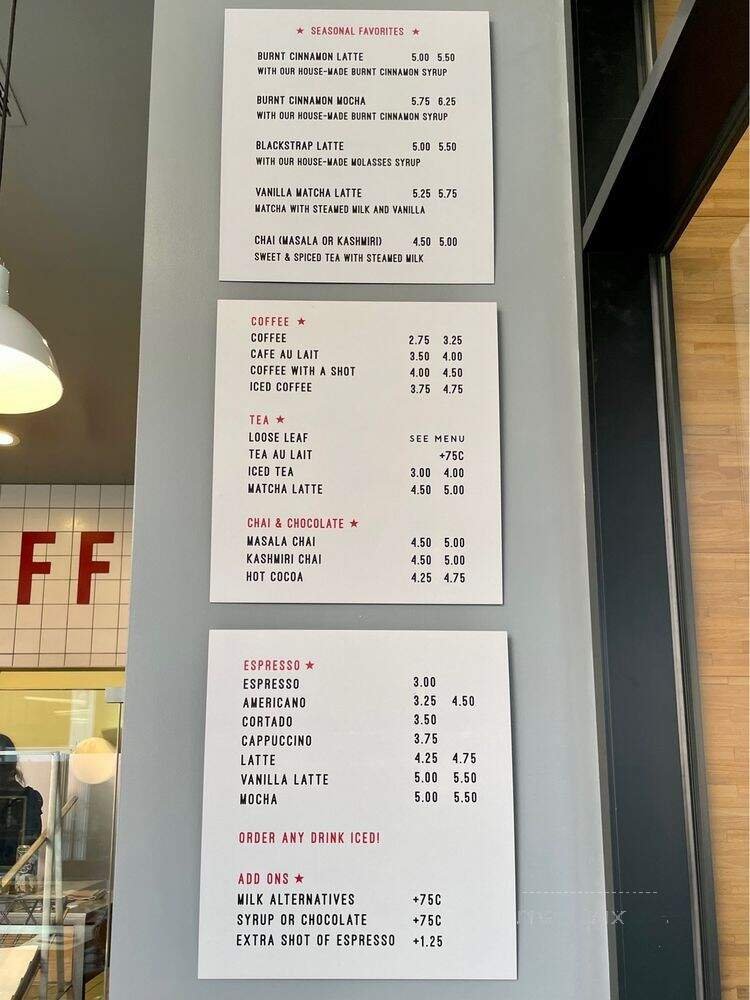 ★ SEASONAL FAVORITES ★
BURNT CINNAMON LATTE 5.00 5.50
WITH OUR HOUSE-MADE BURNT CINNAMON SYRUP
BURNT CINNAMON MOCHA 5.75 6.25
WITH OUR HOUSE-MADE BURNT CINNAMON SYRUP
BLACKSTRAP LATTE 5.00 5.50
WITH OUR HOUSE-MADE MOLASSES SYRUP
VANILLA MATCHA LATTE 5.25 5.75
MATCHA WITH STEAMED MILK AND VANILLA
CHAI (MASALA OR KASHMIRI) 4.50 5.00
SWEET & SPICED TEA WITH STEAMED MILK
COFFEE ★
COFFEE 2.75 3.25
CAFE AU LAIT 3.50 4.00
COFFEE WITH A SHOT 4.00 4.50
ICED COFFEE 3.75 4.75
TEA ★
LOOSE LEAF SEE MENU
TEA AU LAIT +75C
ICED TEA 3.00 4.00
MATCHA LATTE 4.50 5.00
CHAI & CHOCOLATE ★
MASALA CHAI 4.50 5.00
KASHMIRI CHAI 4.50 5.00
HOT COCOA 4.25 4.75
FF
ESPRESSO ★
ESPRESSO 3.00
AMERICANO 3.25 4.50
CORTADO 3.50
CAPPUCCINO 3.75
LATTE 4.25 4.75
VANILLA LATTE 5.00 5.50
MOCHA 5.00 5.50
ORDER ANY DRINK ICED!
ADD ONS ★
MILK ALTERNATIVES +75C
SYRUP OR CHOCOLATE +75C
EXTRA SHOT OF ESPRESSO +1.25